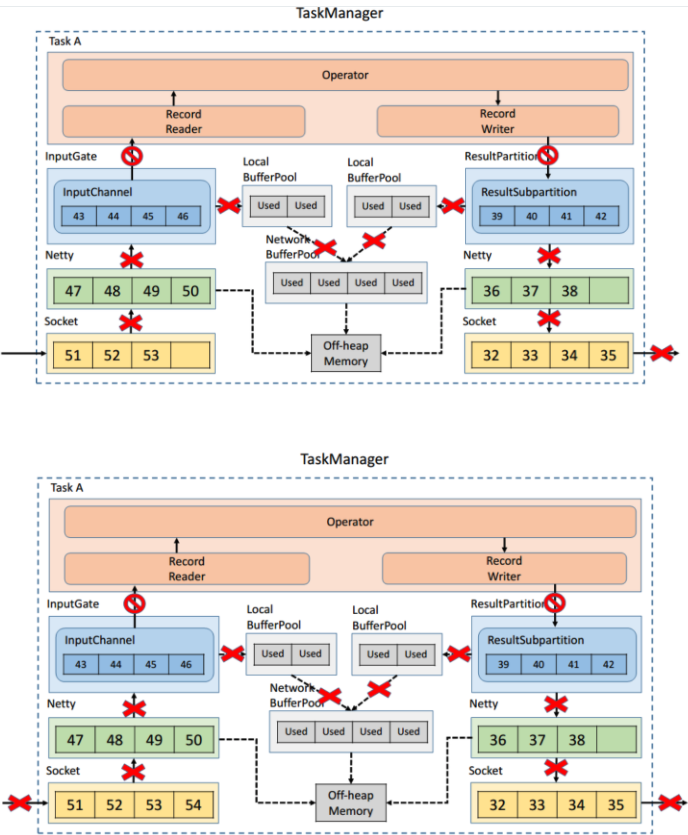 TaskManager
Task A
Operator
Record
Reader
Record
Writer
InputGate
Local
BufferPool
Local
BufferPool
ResultPartition
InputChannel
43 44 45 46
Used Used
Used Used
ResultSubpartition
39 40 41 42
Netty
Network
BufferPool
Netty
47 48 49 50
Used Used Used Used
36 37 38
Socket
Off-heap
Memory
Socket
51 52 53
32 33 34 35
TaskManager
Task A
Operator
Record
Reader
Record
Writer
InputGate
Local
BufferPool
Local
BufferPool
ResultPartition
InputChannel
43 44 45 46
Used Used
Used Used
ResultSubpartition
39 40 41 42
Netty
Network
BufferPool
Netty
47 48 49 50
Used Used Used Used
36 37 38
Socket
Off-heap
Memory
Socket
51 52 53 54
32 33 34 35